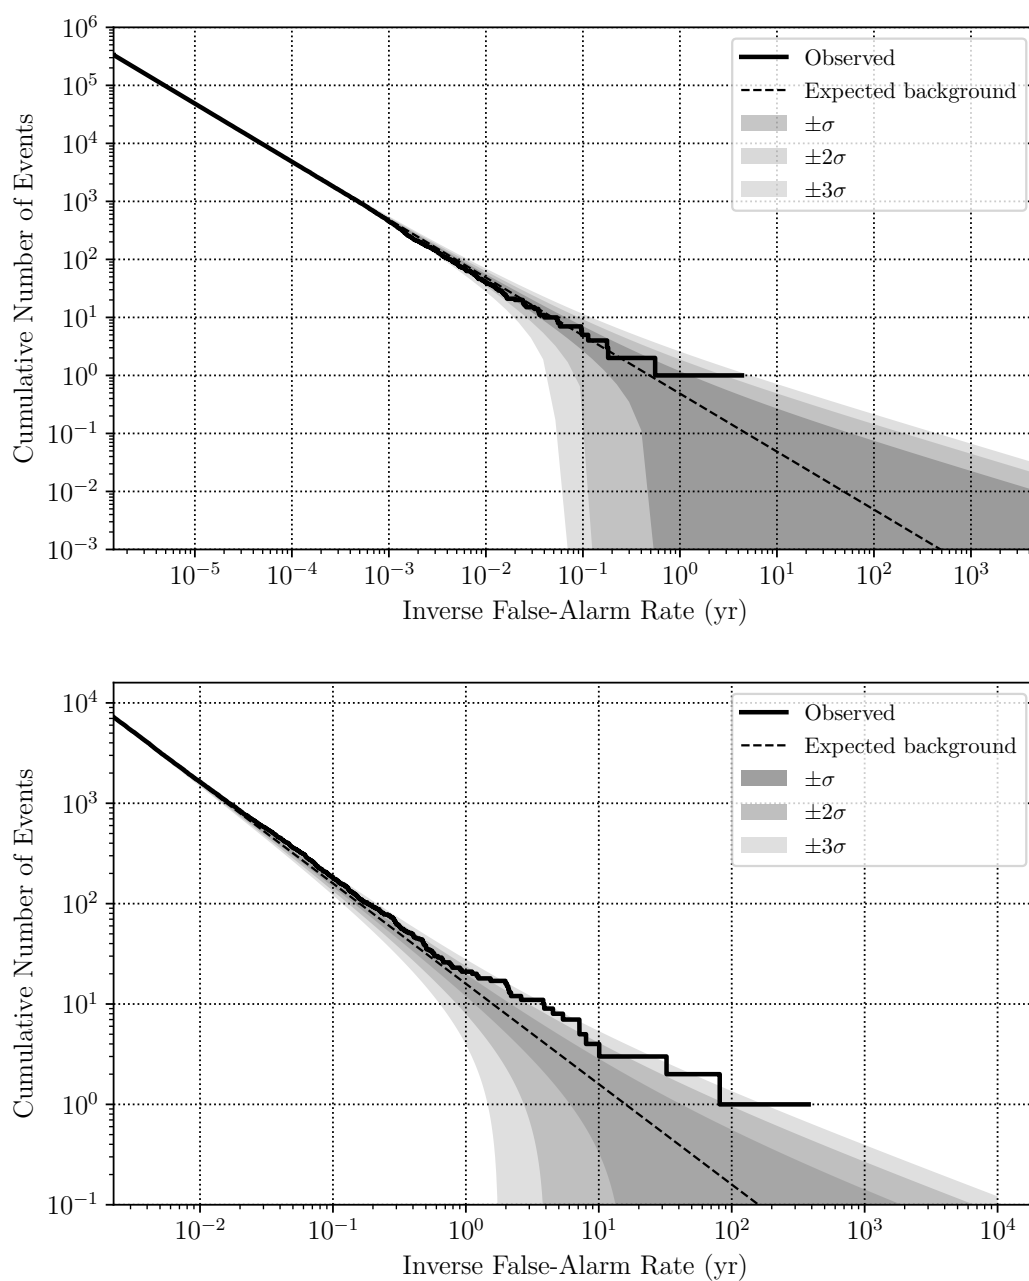 10^6
10^5
10^4
10^3
10^2
10^1
10^0
10^−1
10^−2
10^−3
Cumulative Number of Events
Observed
Expected background
±σ
±2σ
±3σ
10^−5 10^−4 10^−3 10^−2 10^−1 10^0 10^1 10^2 10^3
Inverse False-Alarm Rate (yr)
10^4
10^3
10^2
10^1
10^0
10^−1
Cumulative Number of Events
Observed
Expected background
±σ
±2σ
±3σ
10^−2 10^−1 10^0 10^1 10^2 10^3 10^4
Inverse False-Alarm Rate (yr)